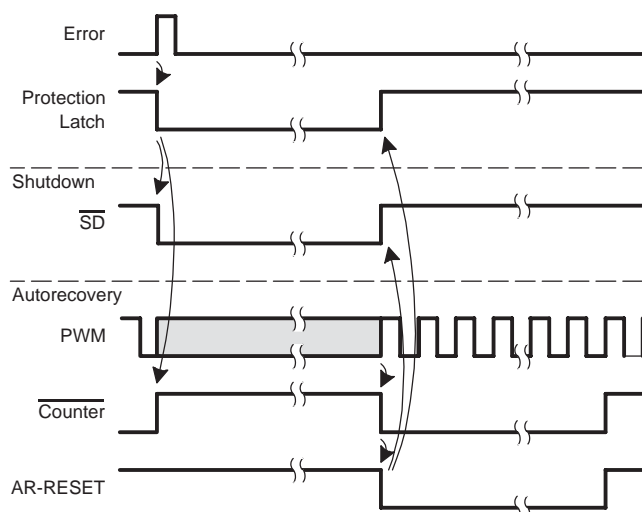 Error
Protection
Latch
Shutdown
SD
Autorecovery
PWM
Counter
AR-RESET